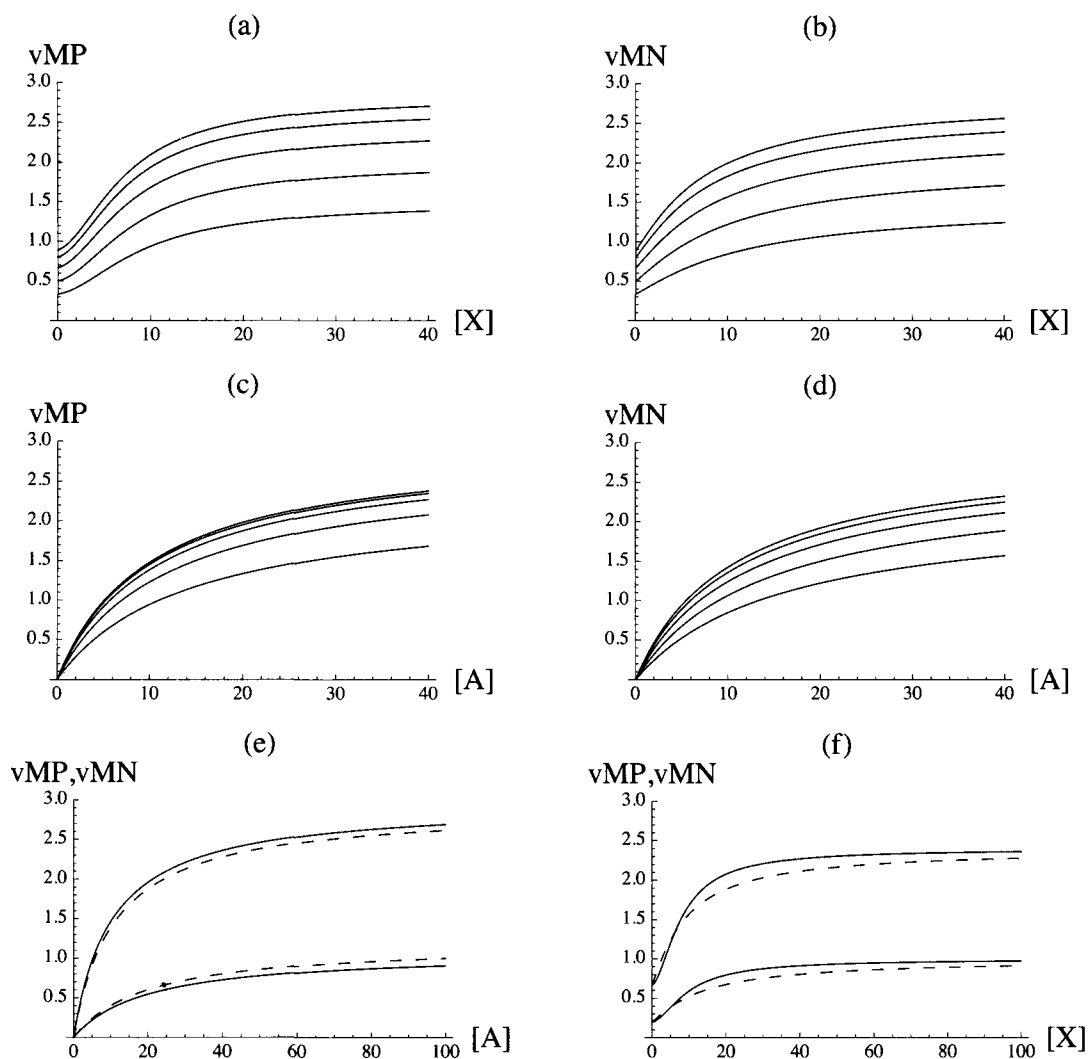 (a)
vMP
3.0
2.5
2.0
1.5
1.0
0.5
0 10 20 30 40 [X]
(b)
vMN
3.0
2.5
2.0
1.5
1.0
0.5
0 10 20 30 40 [X]
(c)
vMP
3.0
2.5
2.0
1.5
1.0
0.5
0 10 20 30 40 [A]
(d)
vMN
3.0
2.5
2.0
1.5
1.0
0.5
0 10 20 30 40 [A]
(e)
vMP,vMN
3.0
2.5
2.0
1.5
1.0
0.5
0 20 40 60 80 100 [A]
(f)
vMP,vMN
3.0
2.5
2.0
1.5
1.0
0.5
0 20 40 60 80 100 [X]